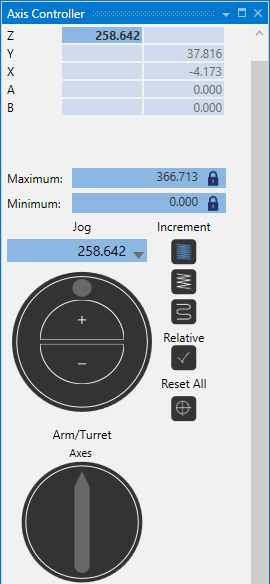 Axis Controller
Z 258.642
Y 37.816
X -4.173
A 0.000
B 0.000
Maximum: 366.713
Minimum: 0.000
Jog Increment
258.642
+
Relative
−
Reset All
Arm/Turret
Axes